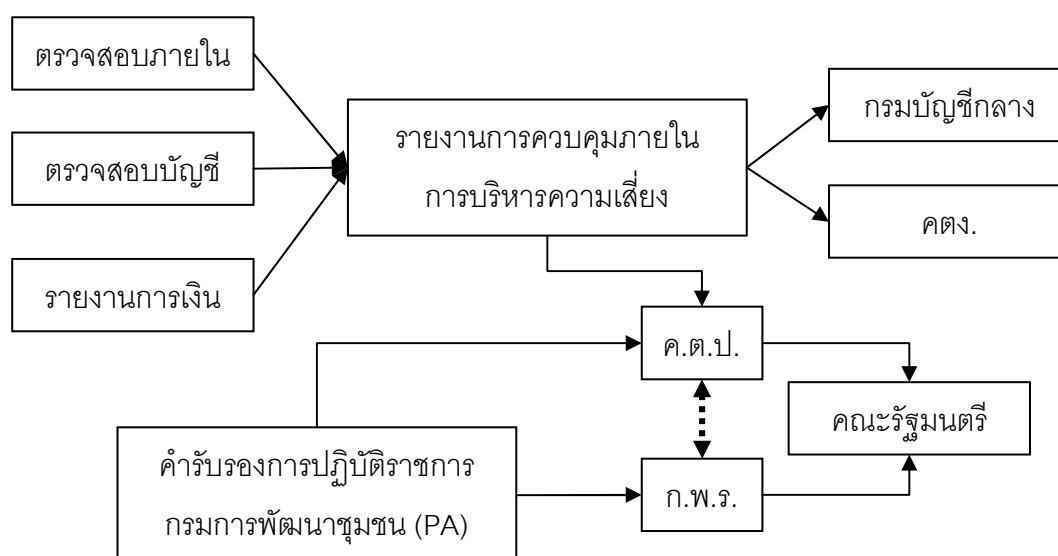 ตรวจสอบภายใน
ตรวจสอบบัญชี
รายงานการเงิน
รายงานการควบคุมภายใน
การบริหารความเสี่ยง
กรมบัญชีกลาง
คตง.
ค.ต.ป.
คณะรัฐมนตรี
คำรับรองการปฏิบัติราชการ
กรมการพัฒนาชุมชน (PA)
ก.พ.ร.